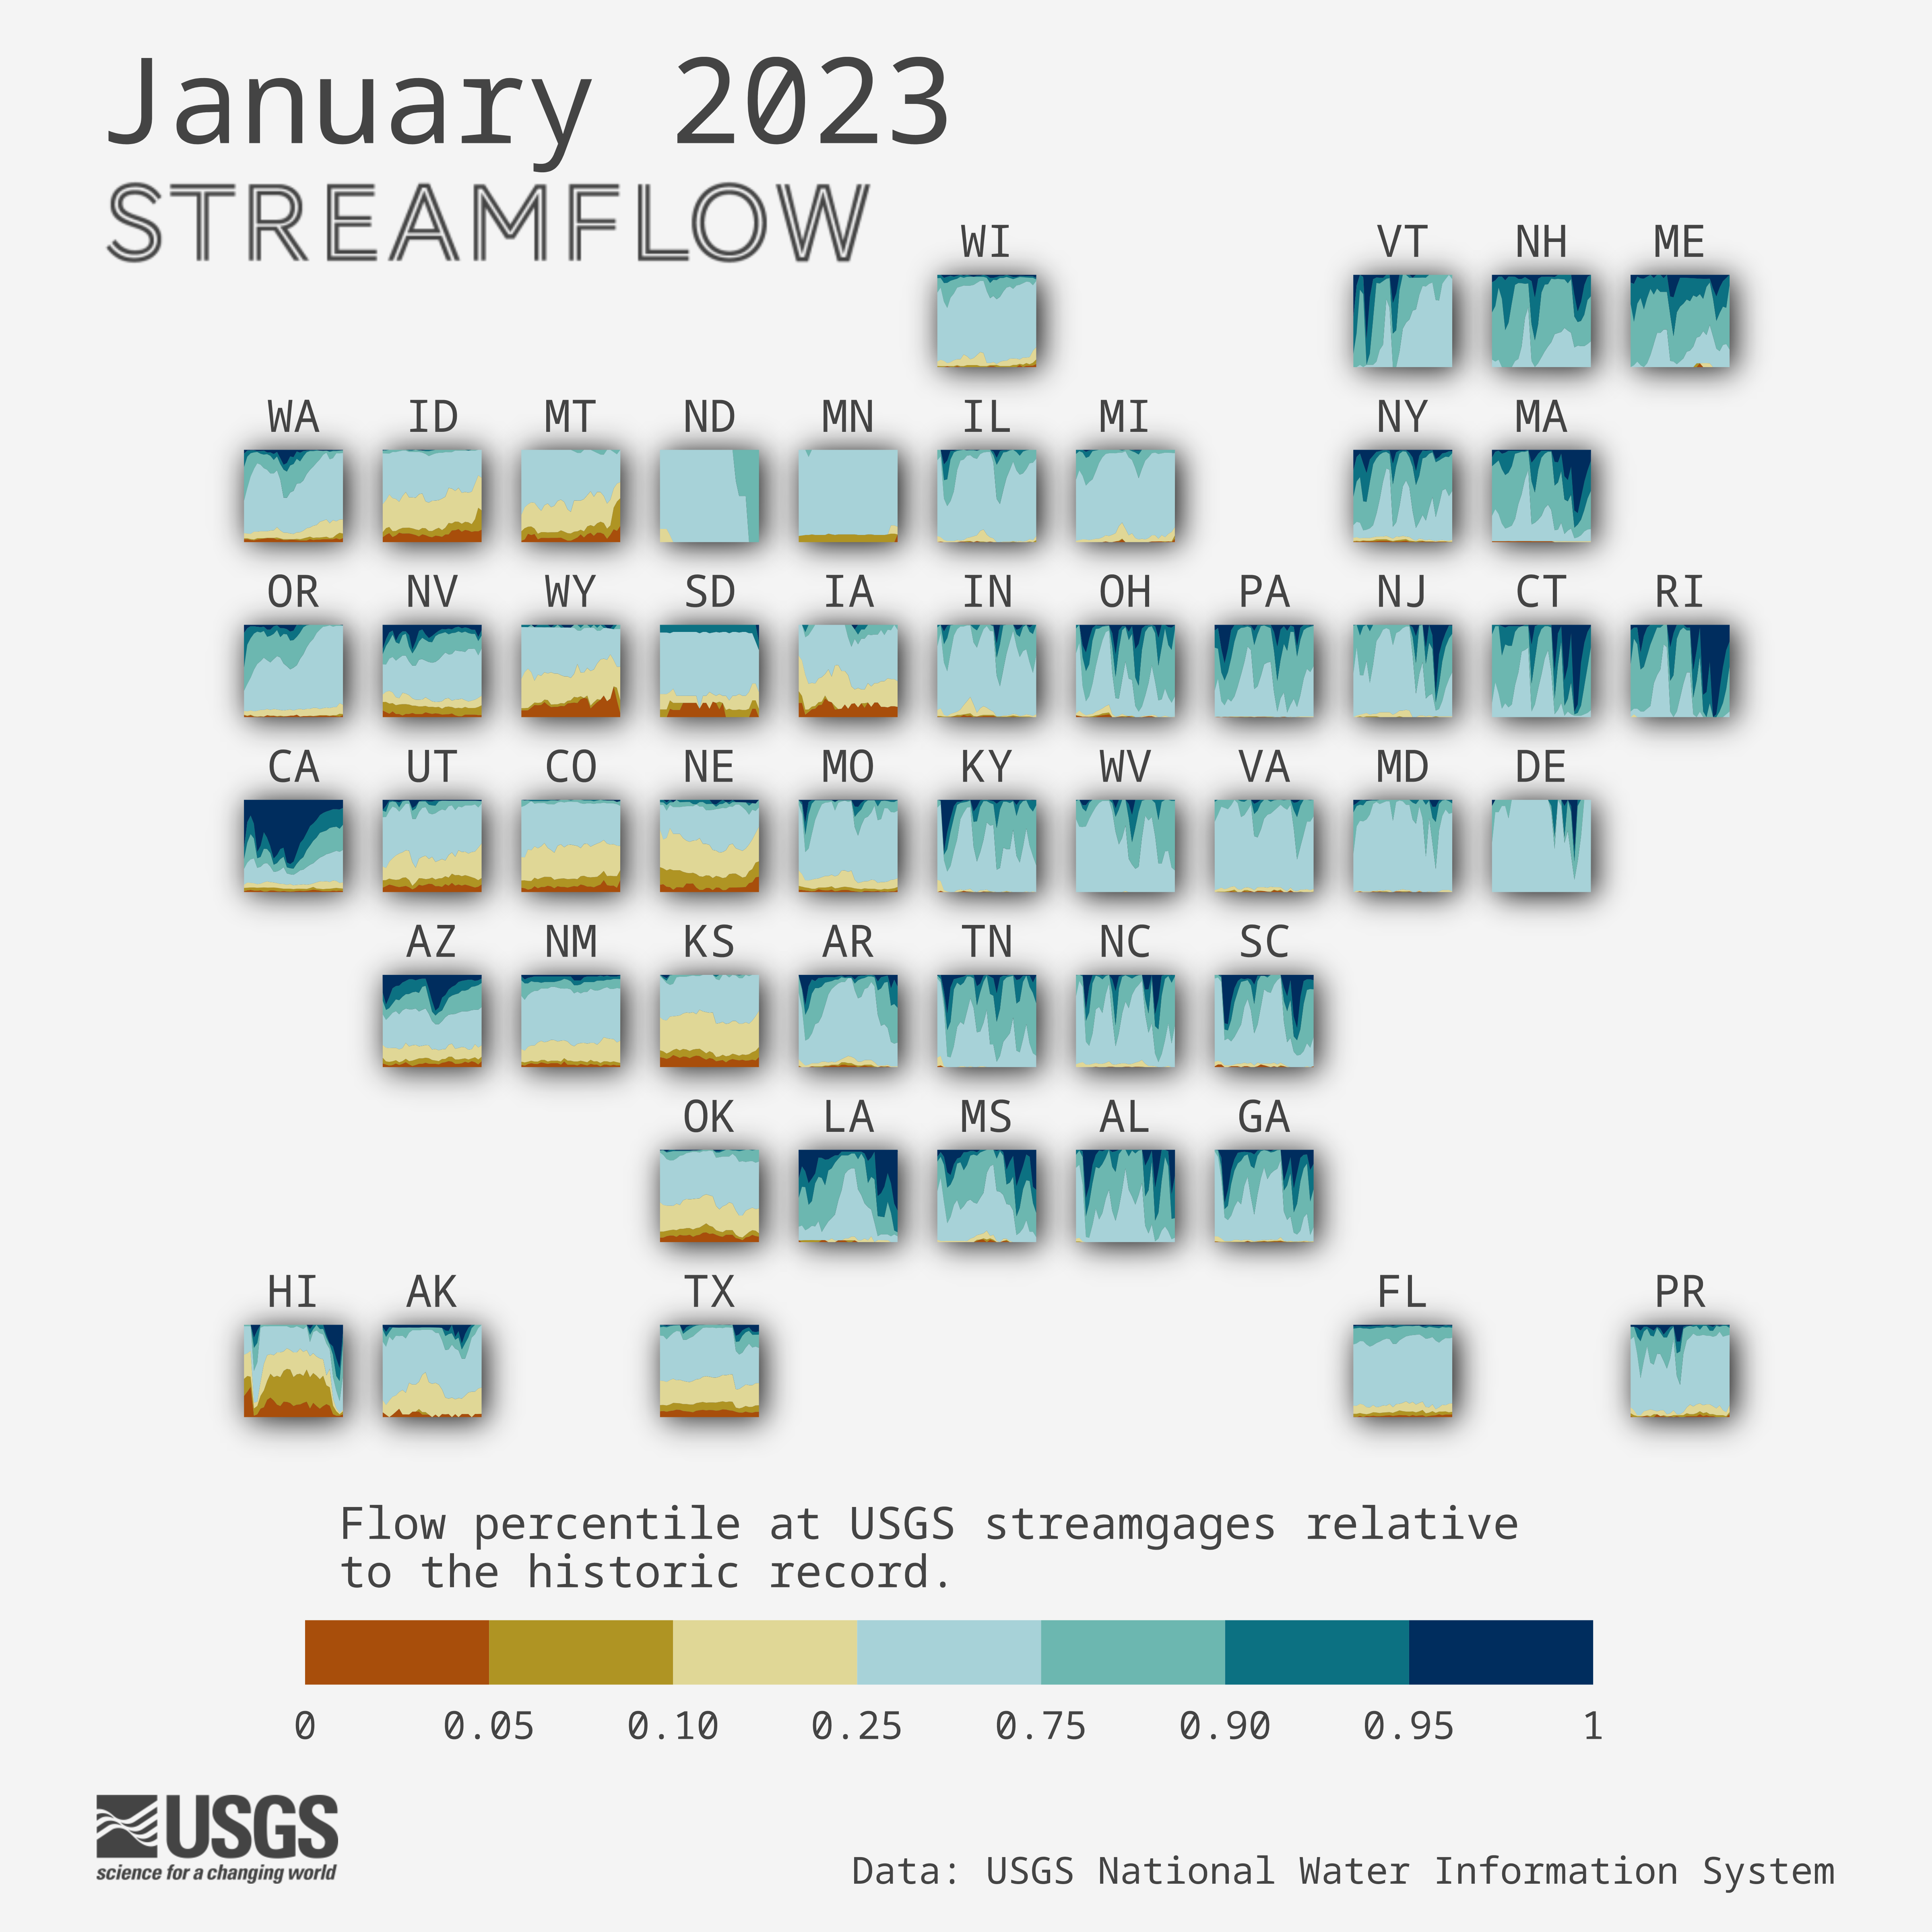 January 2023
STREAMFLOW
WI VT NH ME
WA ID MT ND MN IL MI NY MA
OR NV WY SD IA IN OH PA NJ CT RI
CA UT CO NE MO KY WV VA MD DE
AZ NM KS AR TN NC SC
OK LA MS AL GA
HI AK TX FL PR
Flow percentile at USGS streamgages relative
to the historic record.
0 0.05 0.10 0.25 0.75 0.90 0.95 1
USGS
science for a changing world
Data: USGS National Water Information System